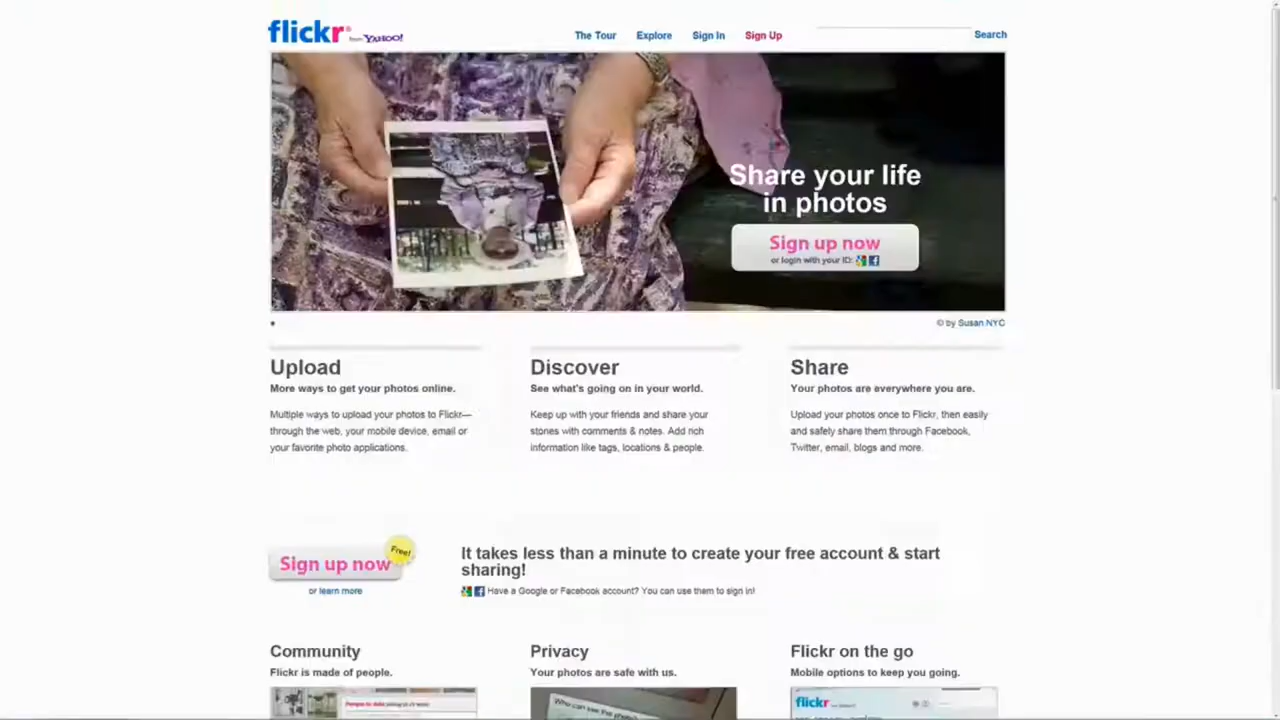 flickr from YAHOO!
The Tour Explore Sign In Sign Up Search
Share your life
in photos
Sign up now
or login with your ID:
© by Susan NYC
Upload
More ways to get your photos online.
Multiple ways to upload your photos to Flickr—
through the web, your mobile device, email or
your favorite photo applications.
Discover
See what's going on in your world.
Keep up with your friends and share your
stories with comments & notes. Add rich
information like tags, locations & people.
Share
Your photos are everywhere you are.
Upload your photos once to Flickr, then easily
and safely share them through Facebook,
Twitter, email, blogs and more.
Sign up now
Free!
or learn more
It takes less than a minute to create your free account & start
sharing!
Have a Google or Facebook account? You can use them to sign in!
Community
Flickr is made of people.
Privacy
Your photos are safe with us.
Who can see this photo?
Flickr on the go
Mobile options to keep you going.
flickr